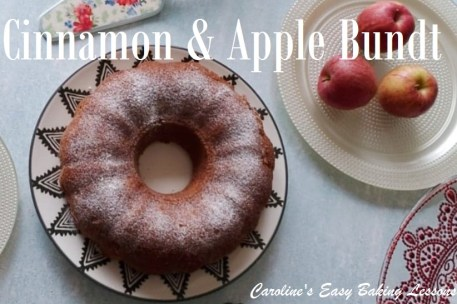 Cinnamon & Apple Bundt
Caroline's Easy Baking Lessons